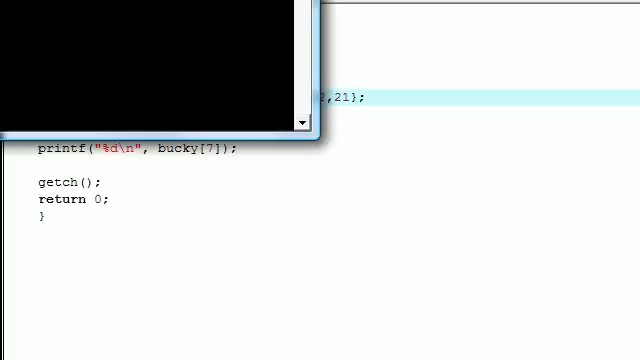 ,21};
printf("%d\n", bucky[7]);
getch();
return 0;
}